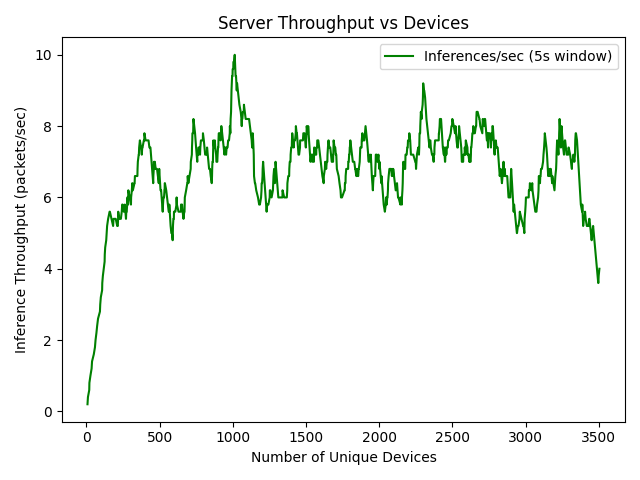 Server Throughput vs Devices
Inferences/sec (5s window)
Inference Throughput (packets/sec)
10
8
6
4
2
0
0 500 1000 1500 2000 2500 3000 3500
Number of Unique Devices